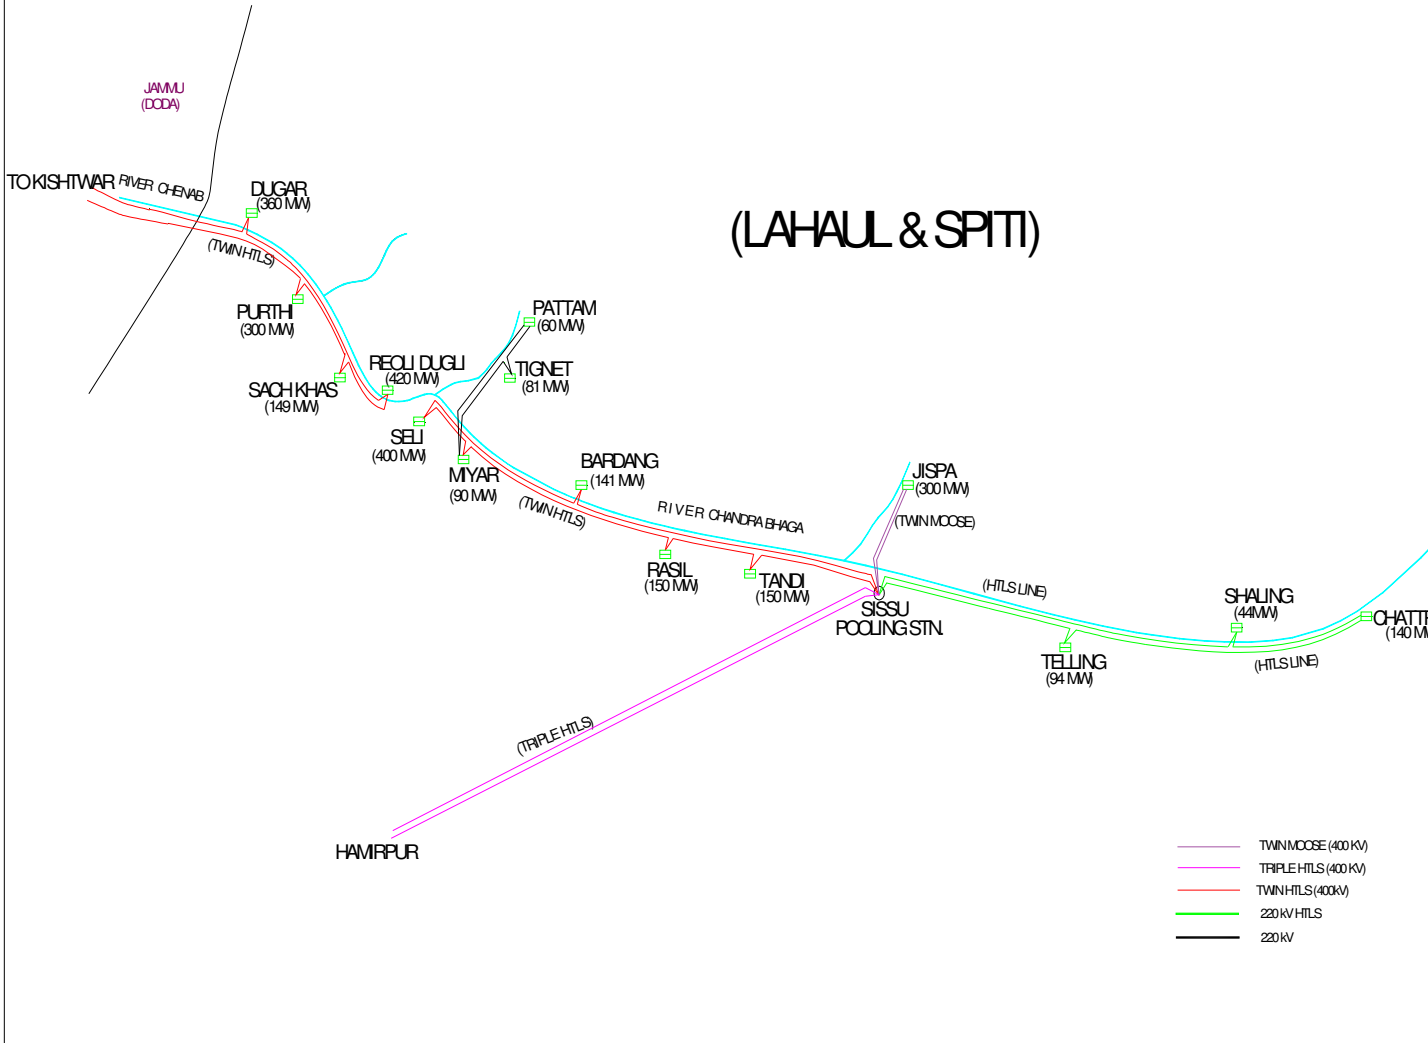 JAMMU
(DODA)
TO KISHTWAR
RIVER CHENAB
DUGAR
(360 MW)
(TWIN HTLS)
(LAHAUL & SPITI)
PURTHI
(300 MW)
PATTAM
(60 MW)
REOLI DUGLI
(420 MW)
TIGNET
(81 MW)
SACH KHAS
(149 MW)
SELI
(400 MW)
MIYAR
(90 MW)
BARDANG
(141 MW)
(TWIN HTLS)
RIVER CHANDRA BHAGA
JISPA
(300 MW)
(TWIN MOOSE)
RASIL
(150 MW)
TANDI
(150 MW)
SISSU
POOLING STN.
(HTLS LINE)
SHALING
(44MW)
TELLING
(94 MW)
(HTLS LINE)
(140
(TRIPLE HTLS)
HAMIRPUR
TWIN MOOSE (400 KV)
TRIPLE HTLS (400 KV)
TWIN HTLS (400kV)
220 kV HTLS
220 kV